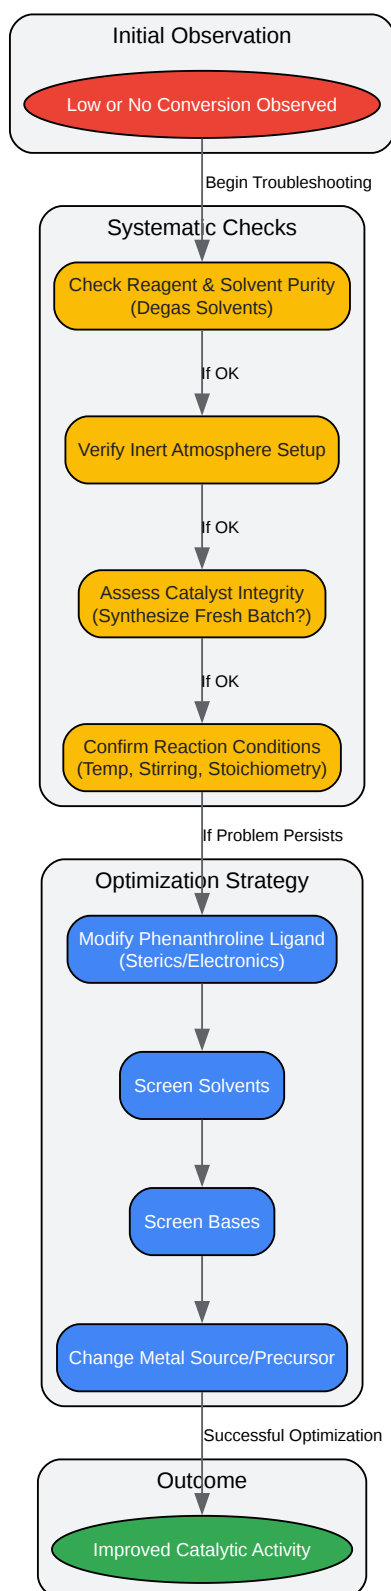 Initial Observation
Low or No Conversion Observed
Begin Troubleshooting
Systematic Checks
Check Reagent & Solvent Purity
(Degas Solvents)
If OK
Verify Inert Atmosphere Setup
If OK
Assess Catalyst Integrity
(Synthesize Fresh Batch?)
If OK
Confirm Reaction Conditions
(Temp, Stirring, Stoichiometry)
If Problem Persists
Optimization Strategy
Modify Phenanthroline Ligand
(Sterics/Electronics)
Screen Solvents
Screen Bases
Change Metal Source/Precursor
Successful Optimization
Outcome
Improved Catalytic Activity